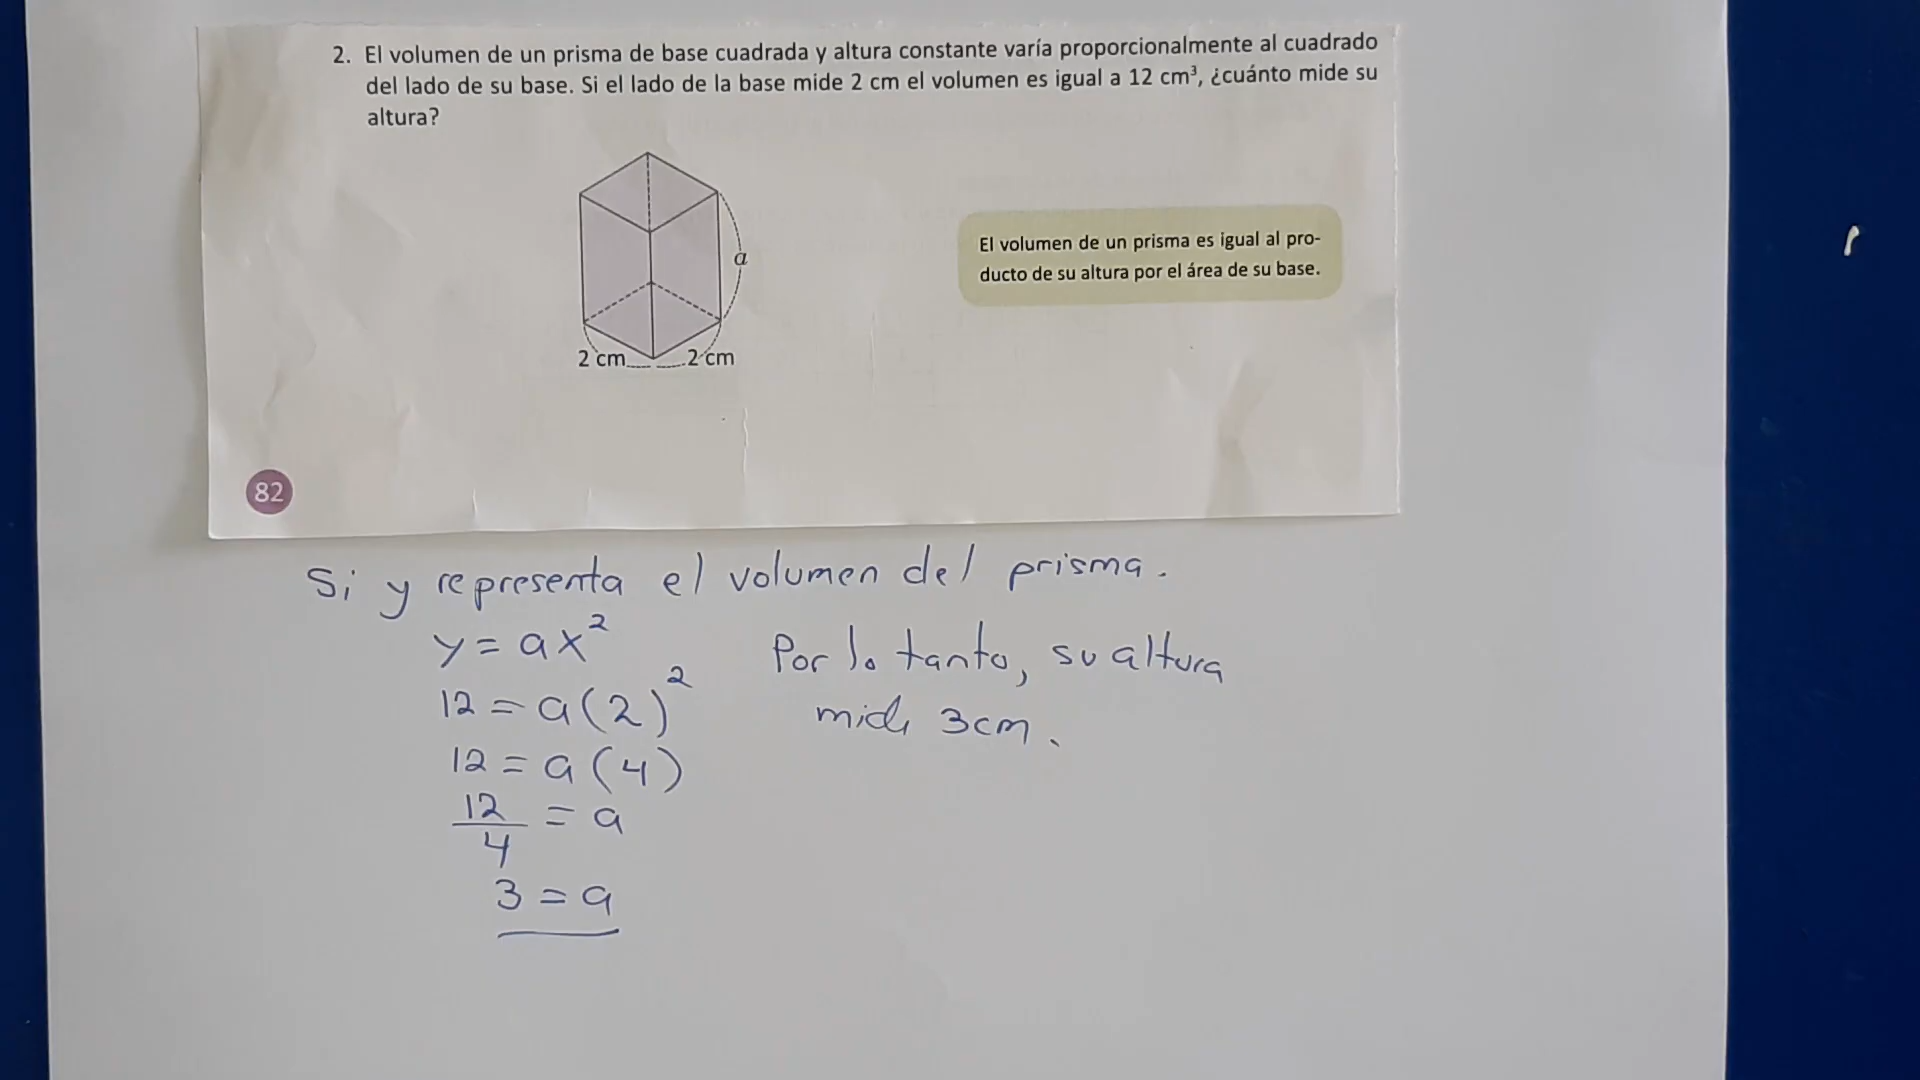 2. El volumen de un prisma de base cuadrada y altura constante varía proporcionalmente al cuadrado
del lado de su base. Si el lado de la base mide 2 cm el volumen es igual a 12 cm³, ¿cuánto mide su
altura?
a
El volumen de un prisma es igual al pro-
ducto de su altura por el área de su base.
2 cm 2 cm
82
Si y representa el volumen del prisma.
y = ax²
Por lo tanto, su altura
12 = a(2)²
mide 3cm.
12 = a(4)
12/4 = a
3 = a